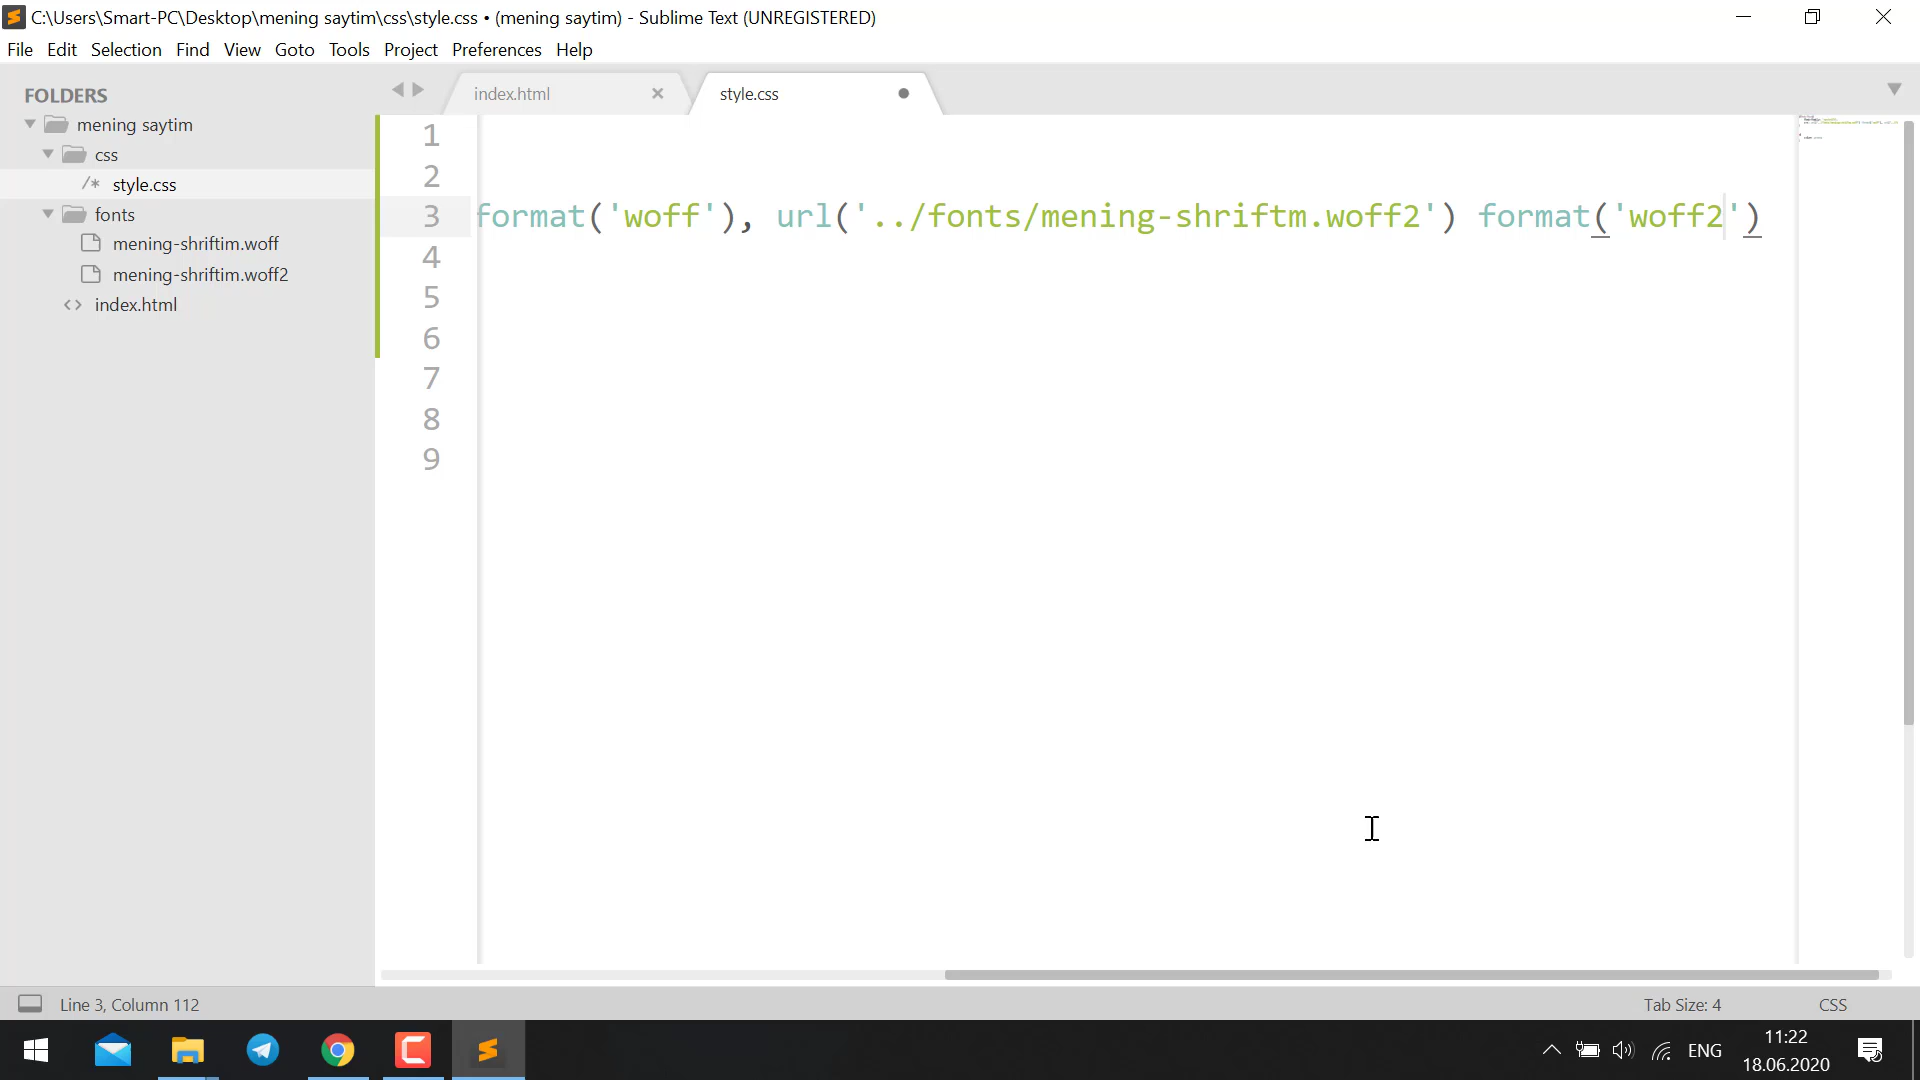 C:\Users\Smart-PC\Desktop\mening saytim\css\style.css • (mening saytim) - Sublime Text (UNREGISTERED)
File Edit Selection Find View Goto Tools Project Preferences Help
FOLDERS
mening saytim
css
/* style.css
fonts
mening-shriftim.woff
mening-shriftim.woff2
<> index.html
index.html
style.css
1
2
3 format('woff'), url('../fonts/mening-shriftm.woff2') format('woff2')
4
5
6
7
8
9
Line 3, Column 112
Tab Size: 4
CSS
ENG
11:22
18.06.2020